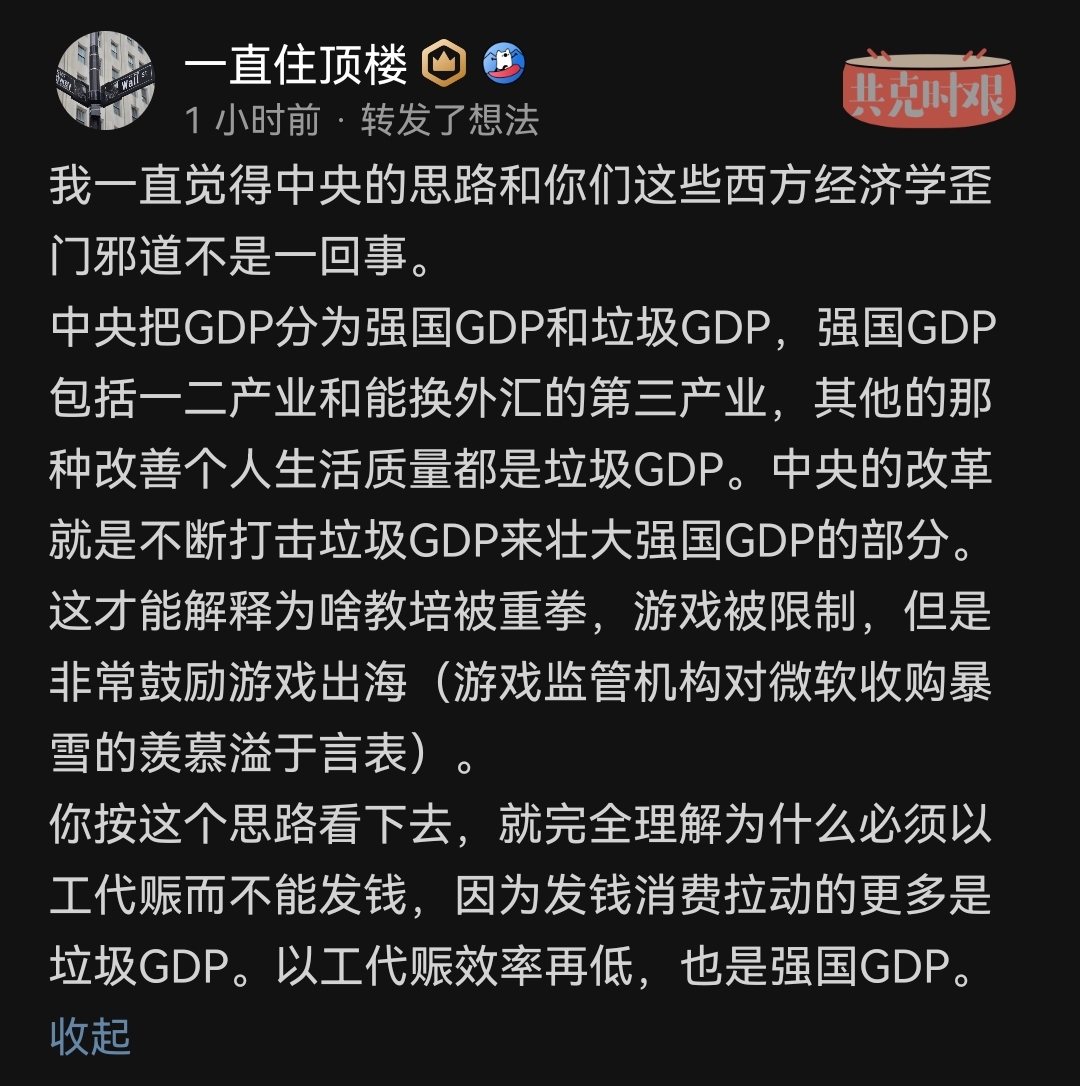 一直住顶楼
Wall St
1 小时前 · 转发了想法
共克时艰
我一直觉得中央的思路和你们这些西方经济学歪
门邪道不是一回事。
中央把GDP分为强国GDP和垃圾GDP，强国GDP
包括一二产业和能换外汇的第三产业，其他的那
种改善个人生活质量都是垃圾GDP。中央的改革
就是不断打击垃圾GDP来壮大强国GDP的部分。
这才能解释为啥教培被重拳，游戏被限制，但是
非常鼓励游戏出海（游戏监管机构对微软收购暴
雪的羡慕溢于言表）。
你按这个思路看下去，就完全理解为什么必须以
工代赈而不能发钱，因为发钱消费拉动的更多是
垃圾GDP。以工代赈效率再低，也是强国GDP。
收起